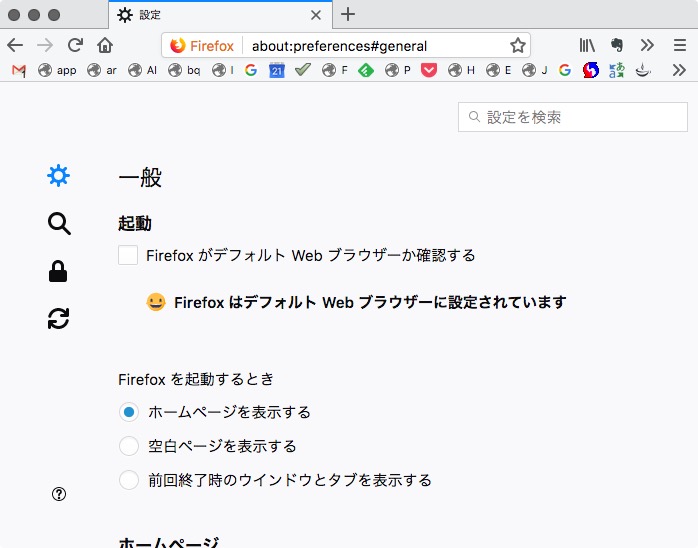 設定
Firefox about:preferences#general
app ar AI bq I G 21 F P H E J G
設定を検索
一般
起動
Firefox がデフォルト Web ブラウザーか確認する
Firefox はデフォルト Web ブラウザーに設定されています
Firefox を起動するとき
ホームページを表示する
空白ページを表示する
前回終了時のウインドウとタブを表示する
ホームページ